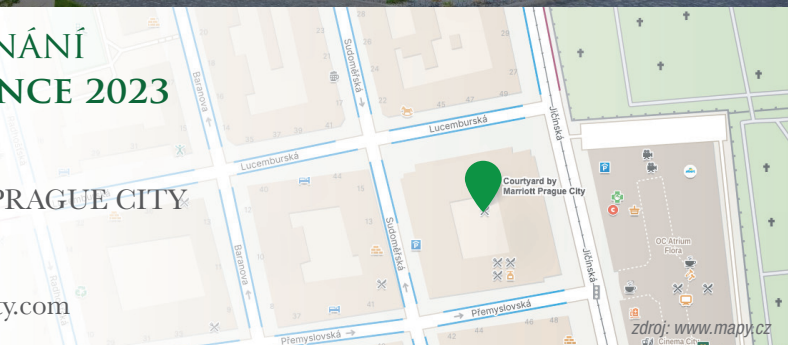 NÁNÍ
NCE 2023
PRAGUE CITY
ty.com
Baranova
Sudoměřská
Lucemburská
Jičínská
Lucemburská
Courtyard by
Marriott Prague City
Baranova
Sudoměřská
Jičínská
OC Atrium
Flora
Přemyslovská
Přemyslovská
Cinema City
zdroj: www.mapy.cz